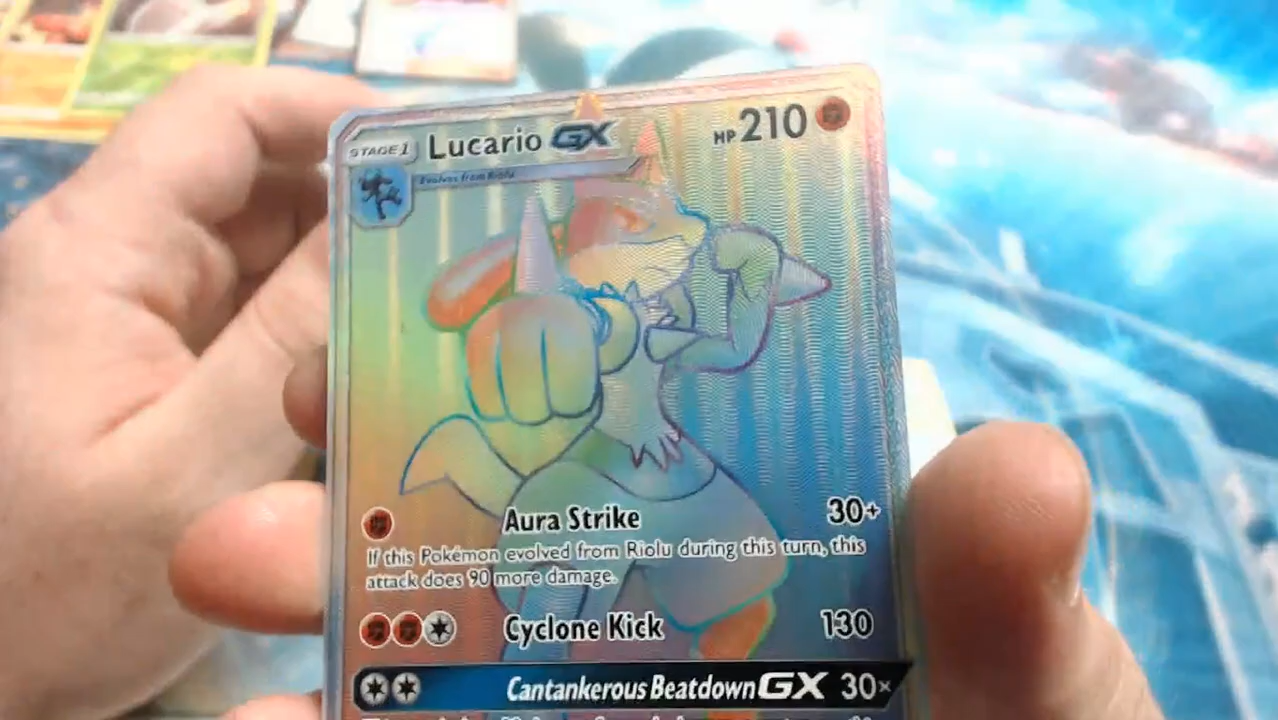 STAGE 1 Lucario GX HP 210
Evolves from Riolu
Aura Strike 30+
If this Pokémon evolved from Riolu during this turn, this
attack does 90 more damage.
Cyclone Kick 130
Cantankerous Beatdown GX 30×